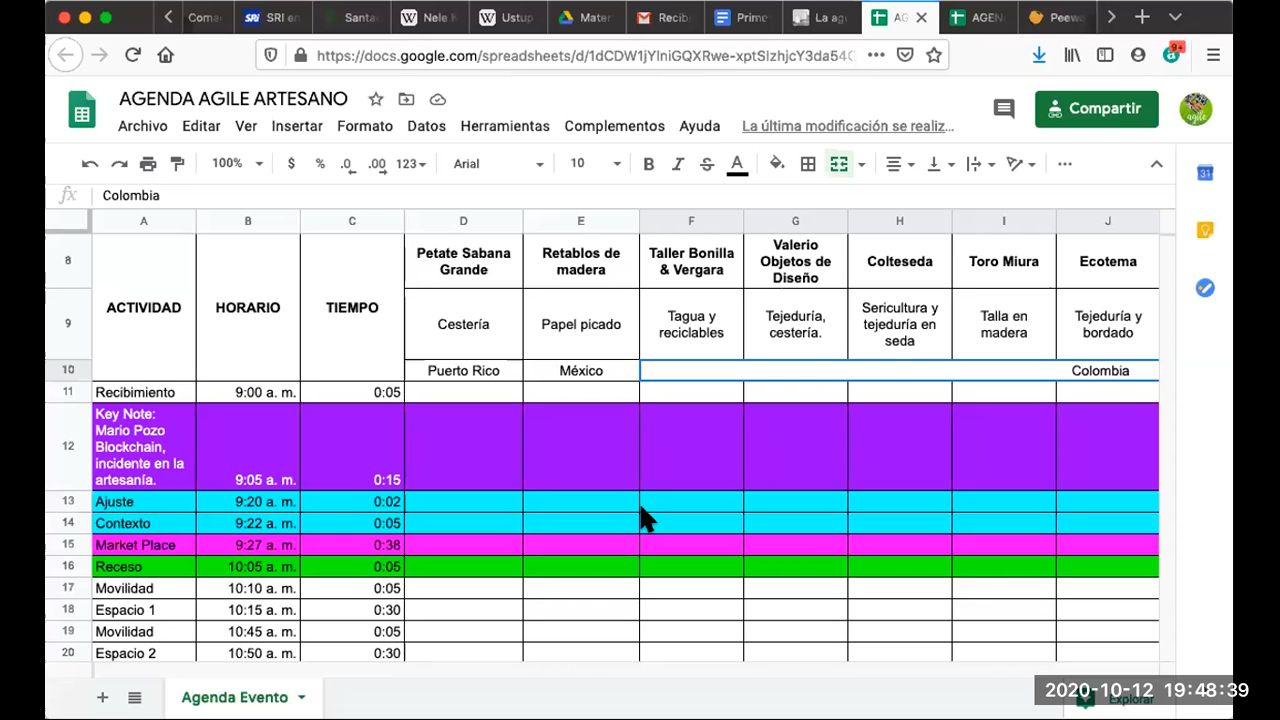 Coma
SRI SRI en
Santa
W Nele
W Ustup
Mater
Recib
Prim
La ag
AG
AGEN
Peew
https://docs.google.com/spreadsheets/d/1dCDW1jYlniGQXRwe-xptSlzhjcY3da54
9+
AGENDA AGILE ARTESANO
Archivo Editar Ver Insertar Formato Datos Herramientas Complementos Ayuda La última modificación se realiz…
Compartir
100% $ % .0 .00 123 Arial 10 B I S A
31
fx Colombia
A B C D E F G H I J
8
Petate Sabana
Grande
Retablos de
madera
Taller Bonilla
& Vergara
Valerio
Objetos de
Diseño
Colteseda
Toro Miura
Ecotema
ACTIVIDAD HORARIO TIEMPO
9
Cestería
Papel picado
Tagua y
reciclables
Tejeduría,
cestería.
Sericultura y
tejeduría en
seda
Talla en
madera
Tejeduría y
bordado
10 Puerto Rico México Colombia
11 Recibimiento 9:00 a. m. 0:05
12
Key Note:
Mario Pozo
Blockchain,
incidente en la
artesanía. 9:05 a. m. 0:15
13 Ajuste 9:20 a. m. 0:02
14 Contexto 9:22 a. m. 0:05
15 Market Place 9:27 a. m. 0:38
16 Receso 10:05 a. m. 0:05
17 Movilidad 10:10 a. m. 0:05
18 Espacio 1 10:15 a. m. 0:30
19 Movilidad 10:45 a. m. 0:05
20 Espacio 2 10:50 a. m. 0:30
Agenda Evento
Explorar
2020-10-12 19:48:39